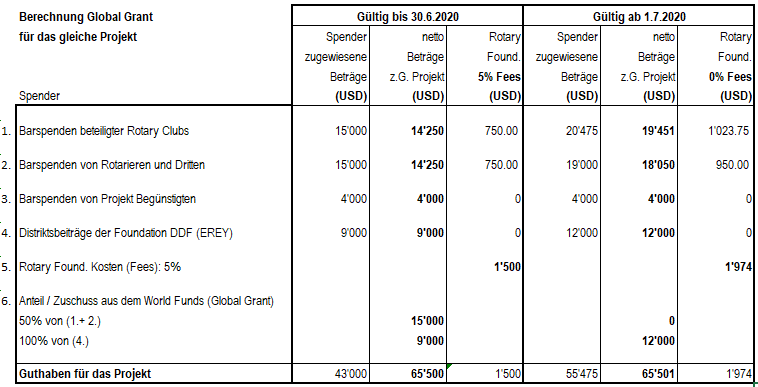 Berechnung Global Grant Gültig bis 30.6.2020 Gültig ab 1.7.2020
für das gleiche Projekt Spender netto Rotary Spender netto Rotary
zugewiesene Beträge Found. zugewiesene Beträge Found.
Beträge z.G. Projekt 5% Fees Beträge z.G. Projekt 0% Fees
Spender (USD) (USD) (USD) (USD) (USD) (USD)
1. Barspenden beteiligter Rotary Clubs 15'000 14'250 750.00 20'475 19'451 1'023.75
2. Barspenden von Rotarieren und Dritten 15'000 14'250 750.00 19'000 18'050 950.00
3. Barspenden von Projekt Begünstigten 4'000 4'000 0 4'000 4'000 0
4. Distriktsbeiträge der Foundation DDF (EREY) 9'000 9'000 0 12'000 12'000 0
5. Rotary Found. Kosten (Fees): 5% 1'500 1'974
6. Anteil / Zuschuss aus dem World Funds (Global Grant)
50% von (1.+ 2.) 15'000 0
100% von (4.) 9'000 12'000
Guthaben für das Projekt 43'000 65'500 1'500 55'475 65'501 1'974